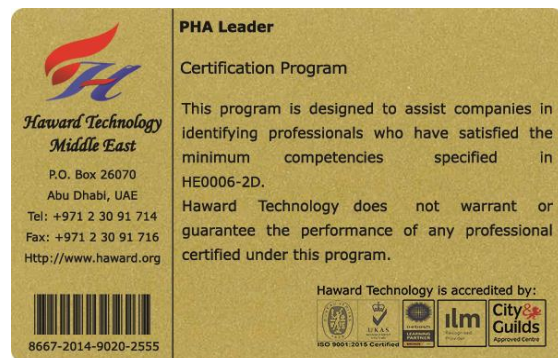 Haward Technology
Middle East
P.O. Box 26070
Abu Dhabi, UAE
Tel: +971 2 30 91 714
Fax: +971 2 30 91 716
Http://www.haward.org
8667-2014-9020-2555
PHA Leader
Certification Program
This program is designed to assist companies in
identifying professionals who have satisfied the
minimum competencies specified in
HE0006-2D.
Haward Technology does not warrant or
guarantee the performance of any professional
certified under this program.
Haward Technology is accredited by:
UKAS
ISO 9001:2015 Certified
LEARNING
PARTNER
ilm
City&
Guilds
Approved Centre